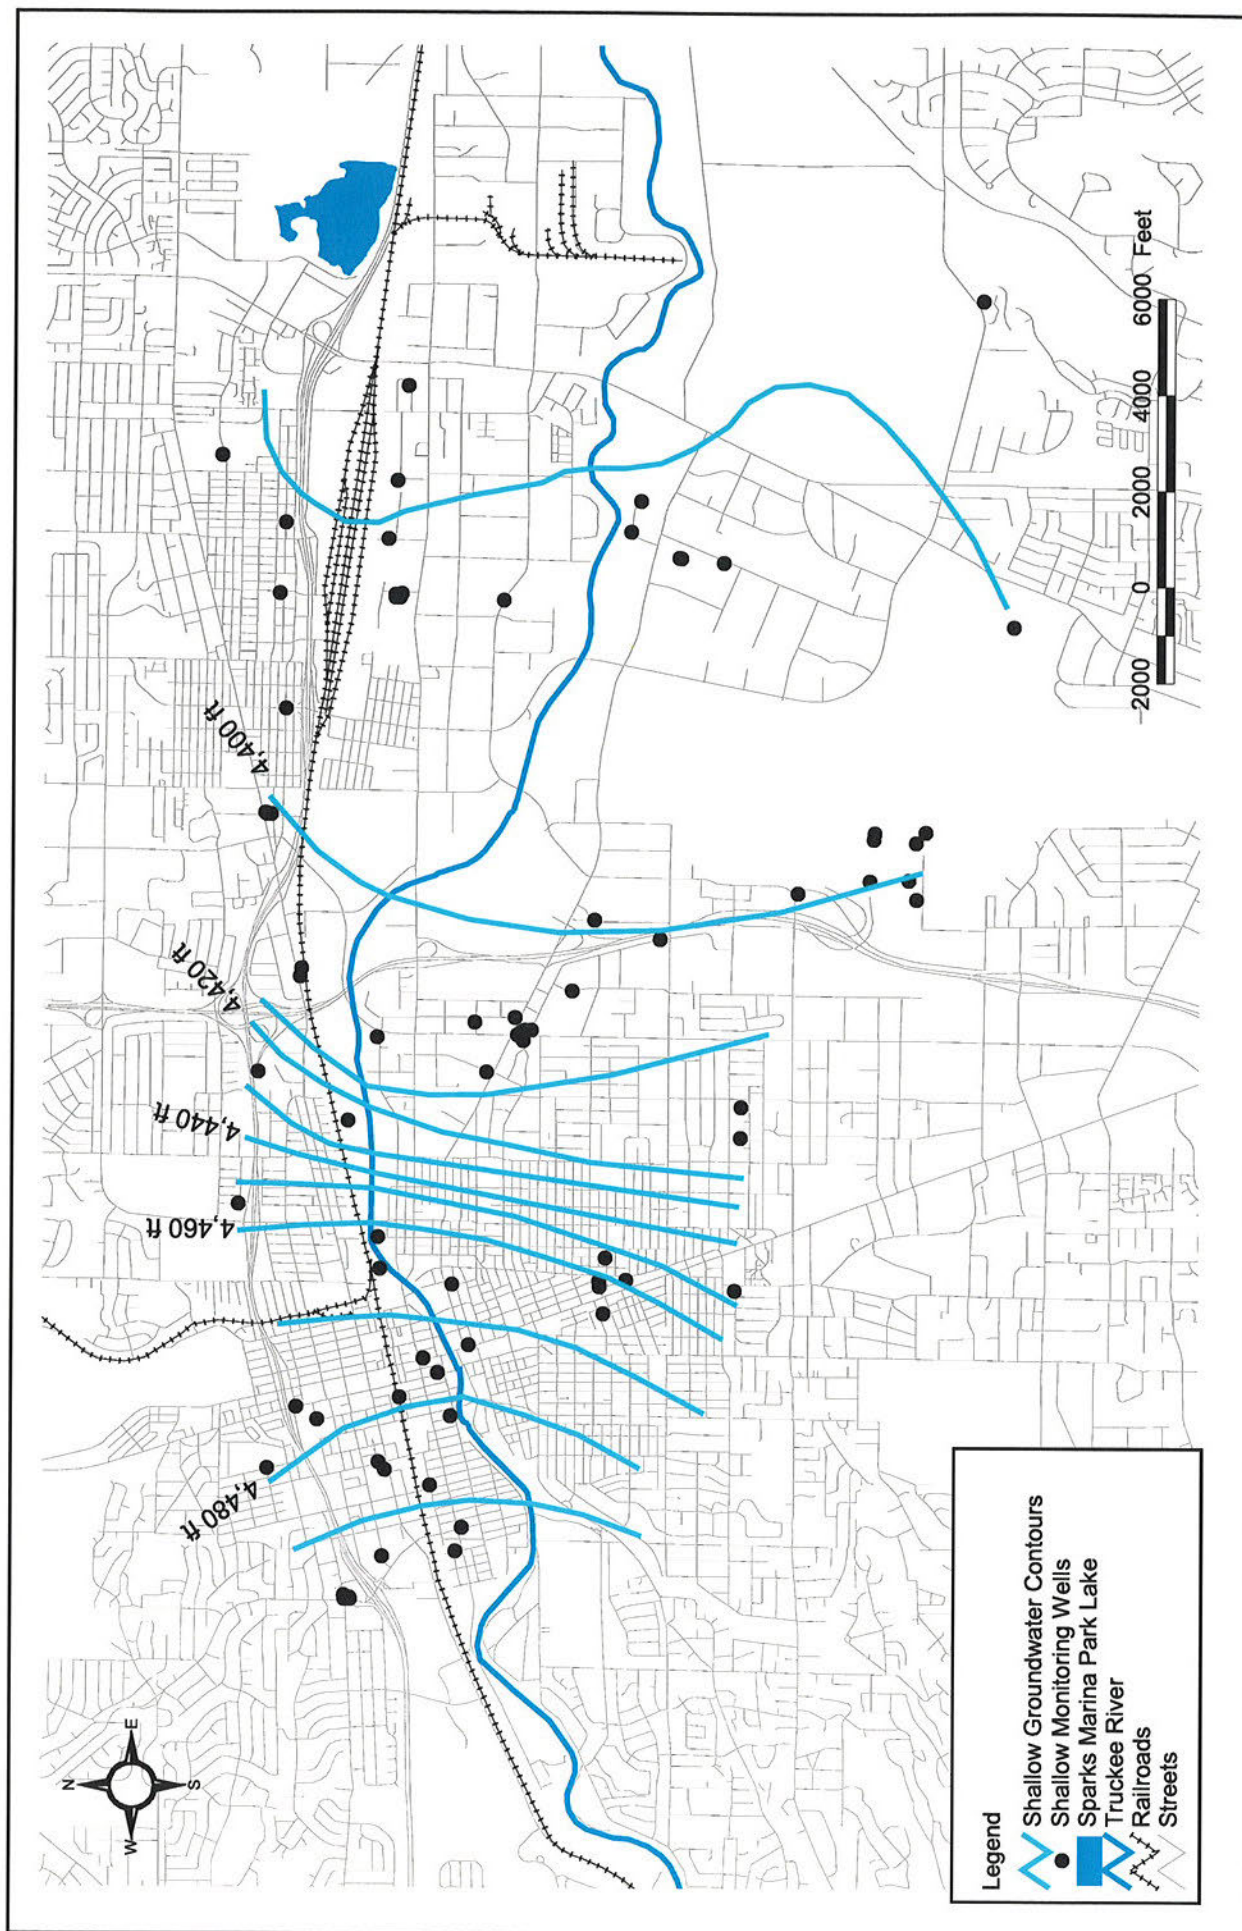 N
W
E
S
4,480 ft
4,460 ft
4,440 ft
4,420 ft
4,400 ft
Legend
Shallow Groundwater Contours
Shallow Monitoring Wells
Sparks Marina Park Lake
Truckee River
Railroads
Streets
-2000 0 2000 4000 6000 Feet